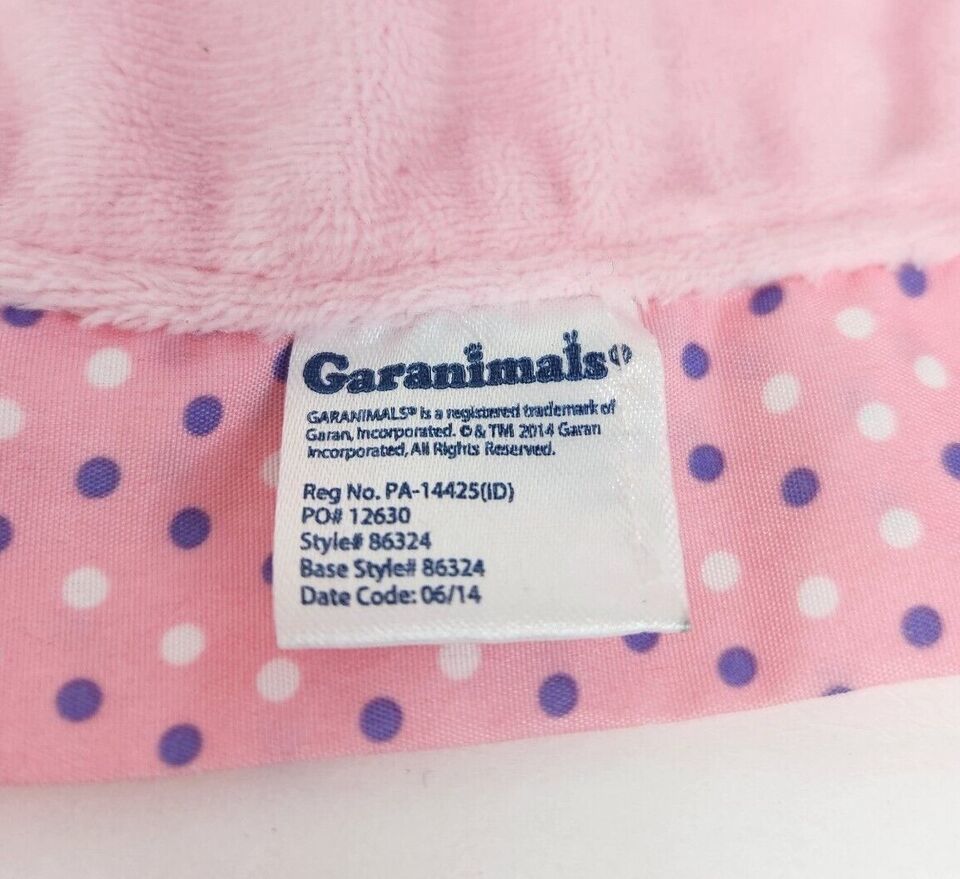 Garanimals®
GARANIMALS® is a registered trademark of
Garan, Incorporated. © & TM 2014 Garan
Incorporated, All Rights Reserved.
Reg No. PA-14425(ID)
PO# 12630
Style# 86324
Base Style# 86324
Date Code: 06/14